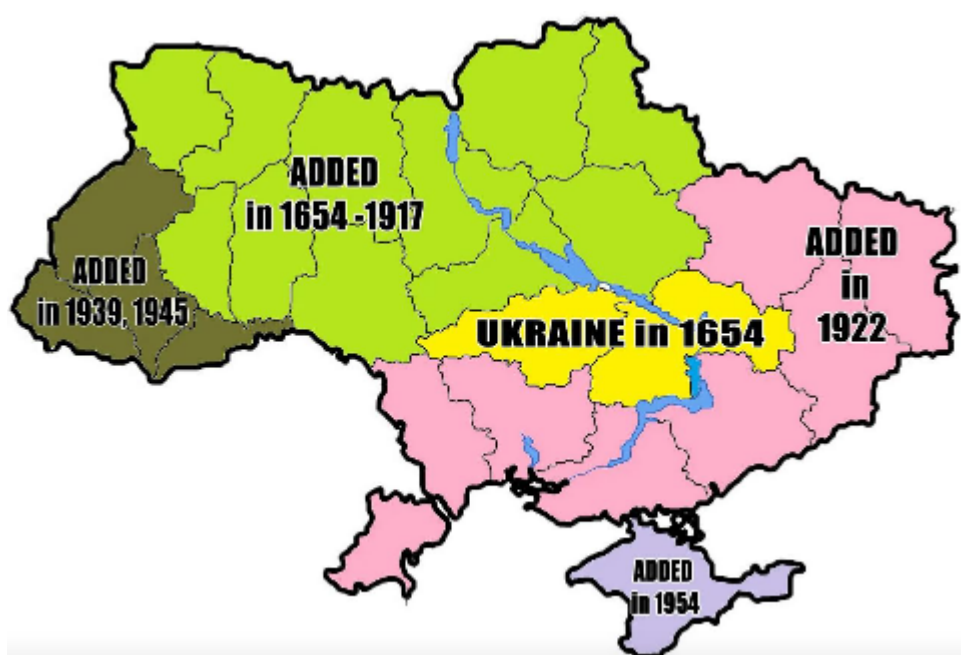 ADDED
in 1654 -1917
ADDED
in 1939, 1945
UKRAINE in 1654
ADDED
in
1922
ADDED
in 1954